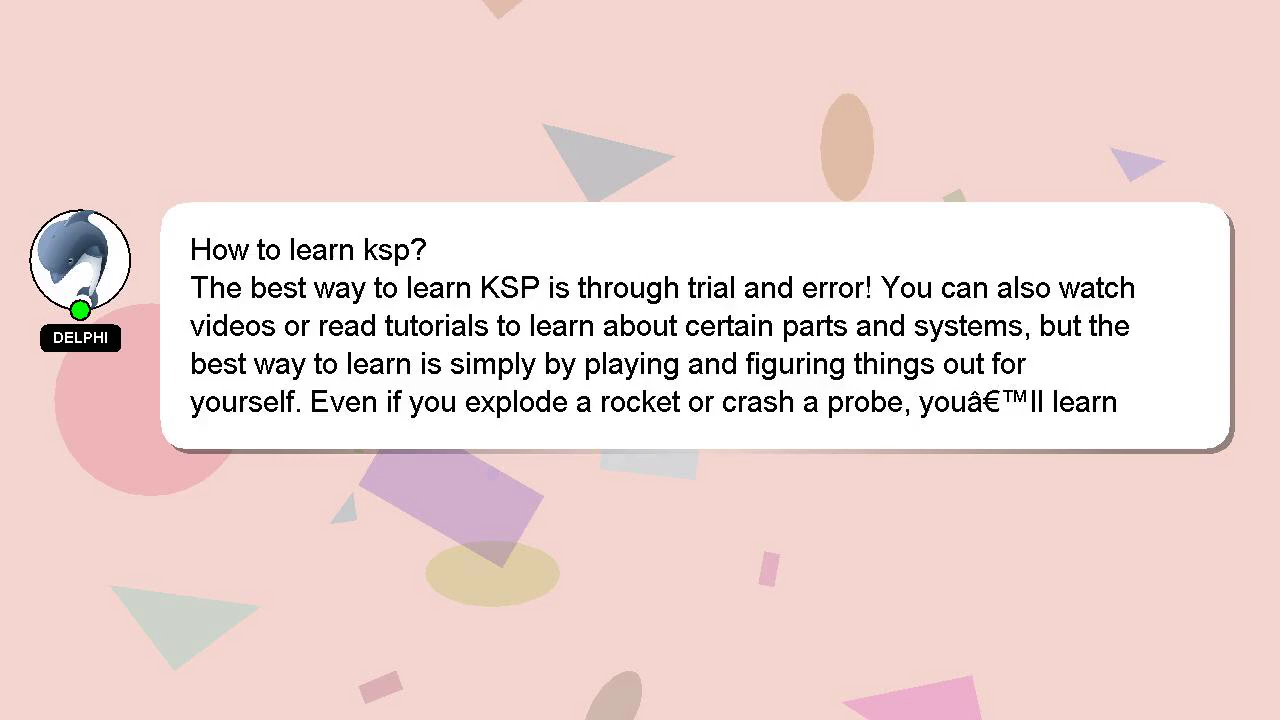 How to learn ksp?
The best way to learn KSP is through trial and error! You can also watch
videos or read tutorials to learn about certain parts and systems, but the
best way to learn is simply by playing and figuring things out for
yourself. Even if you explode a rocket or crash a probe, youâ€™ll learn
DELPHI